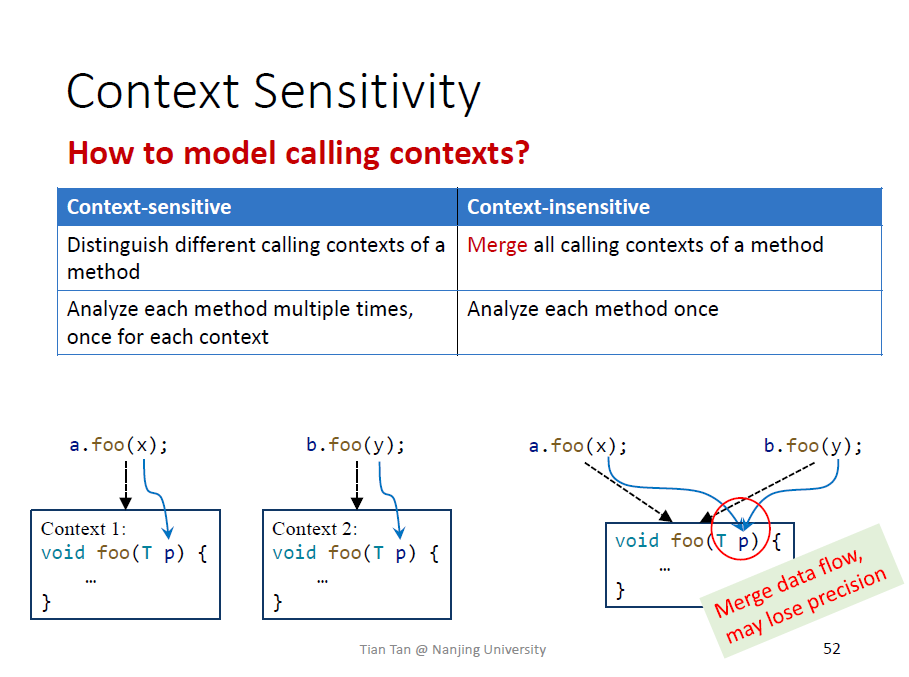 Context Sensitivity
How to model calling contexts?
Context-sensitive
Context-insensitive
Distinguish different calling contexts of a
method
Merge all calling contexts of a method
Analyze each method multiple times,
once for each context
Analyze each method once
a.foo(x);
b.foo(y);
a.foo(x);
b.foo(y);
Context 1:
void foo(T p) {
…
}
Context 2:
void foo(T p) {
…
}
void foo(T p) {
…
}
Merge data flow,
may lose precision
Tian Tan @ Nanjing University
52